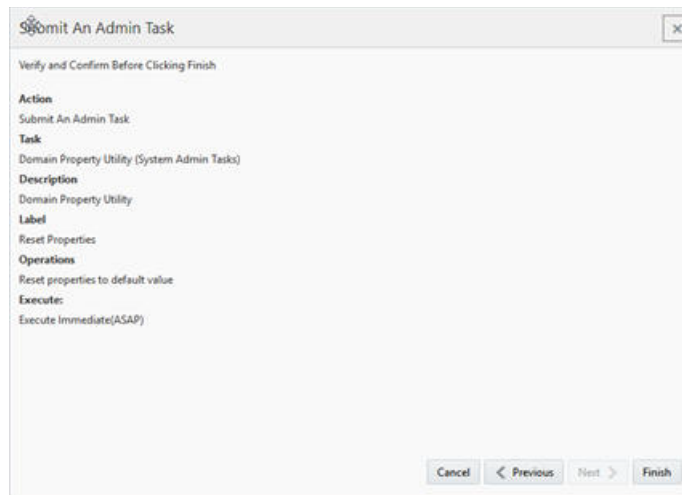 Submit An Admin Task
Verify and Confirm Before Clicking Finish
Action
Submit An Admin Task
Task
Domain Property Utility (System Admin Tasks)
Description
Domain Property Utility
Label
Reset Properties
Operations
Reset properties to default value
Execute:
Execute Immediate(ASAP)
Cancel Previous Next Finish